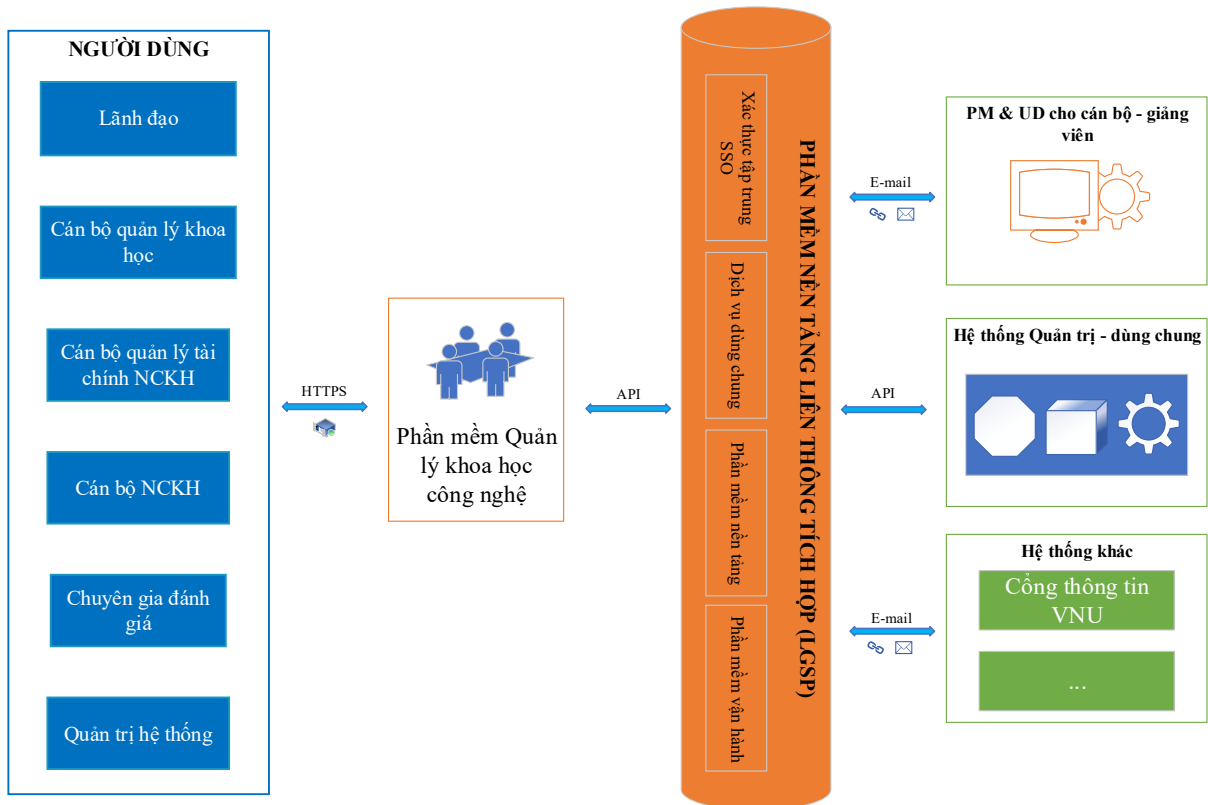 NGƯỜI DÙNG
Lãnh đạo
Cán bộ quản lý khoa
học
Cán bộ quản lý tài
chính NCKH
Cán bộ NCKH
Chuyên gia đánh
giá
Quản trị hệ thống
HTTPS
Phần mềm Quản
lý khoa học
công nghệ
API
PHẦN MỀM NỀN TẢNG LIÊN THÔNG TÍCH HỢP (LGSP)
Xác thực tập trung
SSO
Dịch vụ dùng chung
Phần mềm nền tảng
Phần mềm vận hành
E-mail
API
E-mail
PM & UD cho cán bộ - giảng
viên
Hệ thống Quản trị - dùng chung
Hệ thống khác
Cổng thông tin
VNU
...